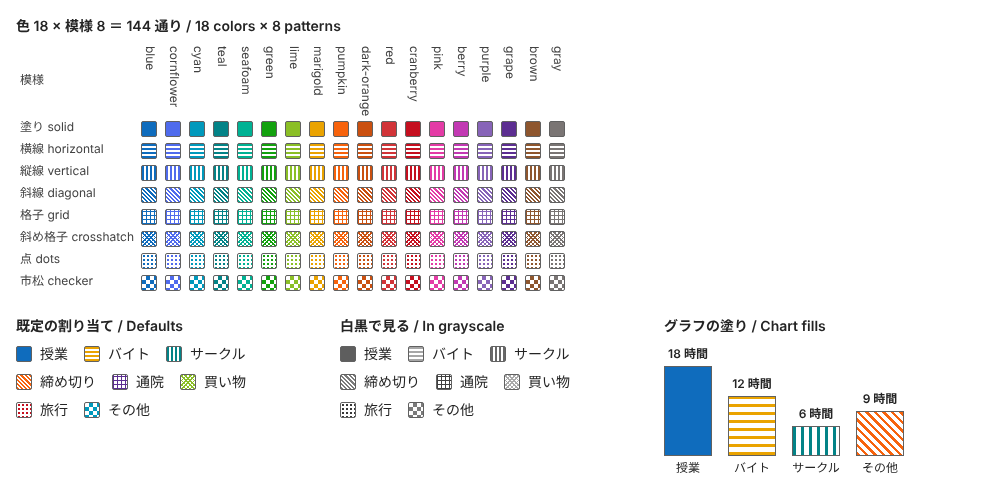 色 18 × 模様 8 ＝ 144 通り / 18 colors × 8 patterns
模様
blue
cornflower
cyan
teal
seafoam
green
lime
marigold
pumpkin
dark-orange
red
cranberry
pink
berry
purple
grape
brown
gray
塗り solid
横線 horizontal
縦線 vertical
斜線 diagonal
格子 grid
斜め格子 crosshatch
点 dots
市松 checker
既定の割り当て / Defaults
授業 バイト サークル
締め切り 通院 買い物
旅行 その他
白黒で見る / In grayscale
授業 バイト サークル
締め切り 通院 買い物
旅行 その他
グラフの塗り / Chart fills
18 時間
12 時間
6 時間
9 時間
授業 バイト サークル その他